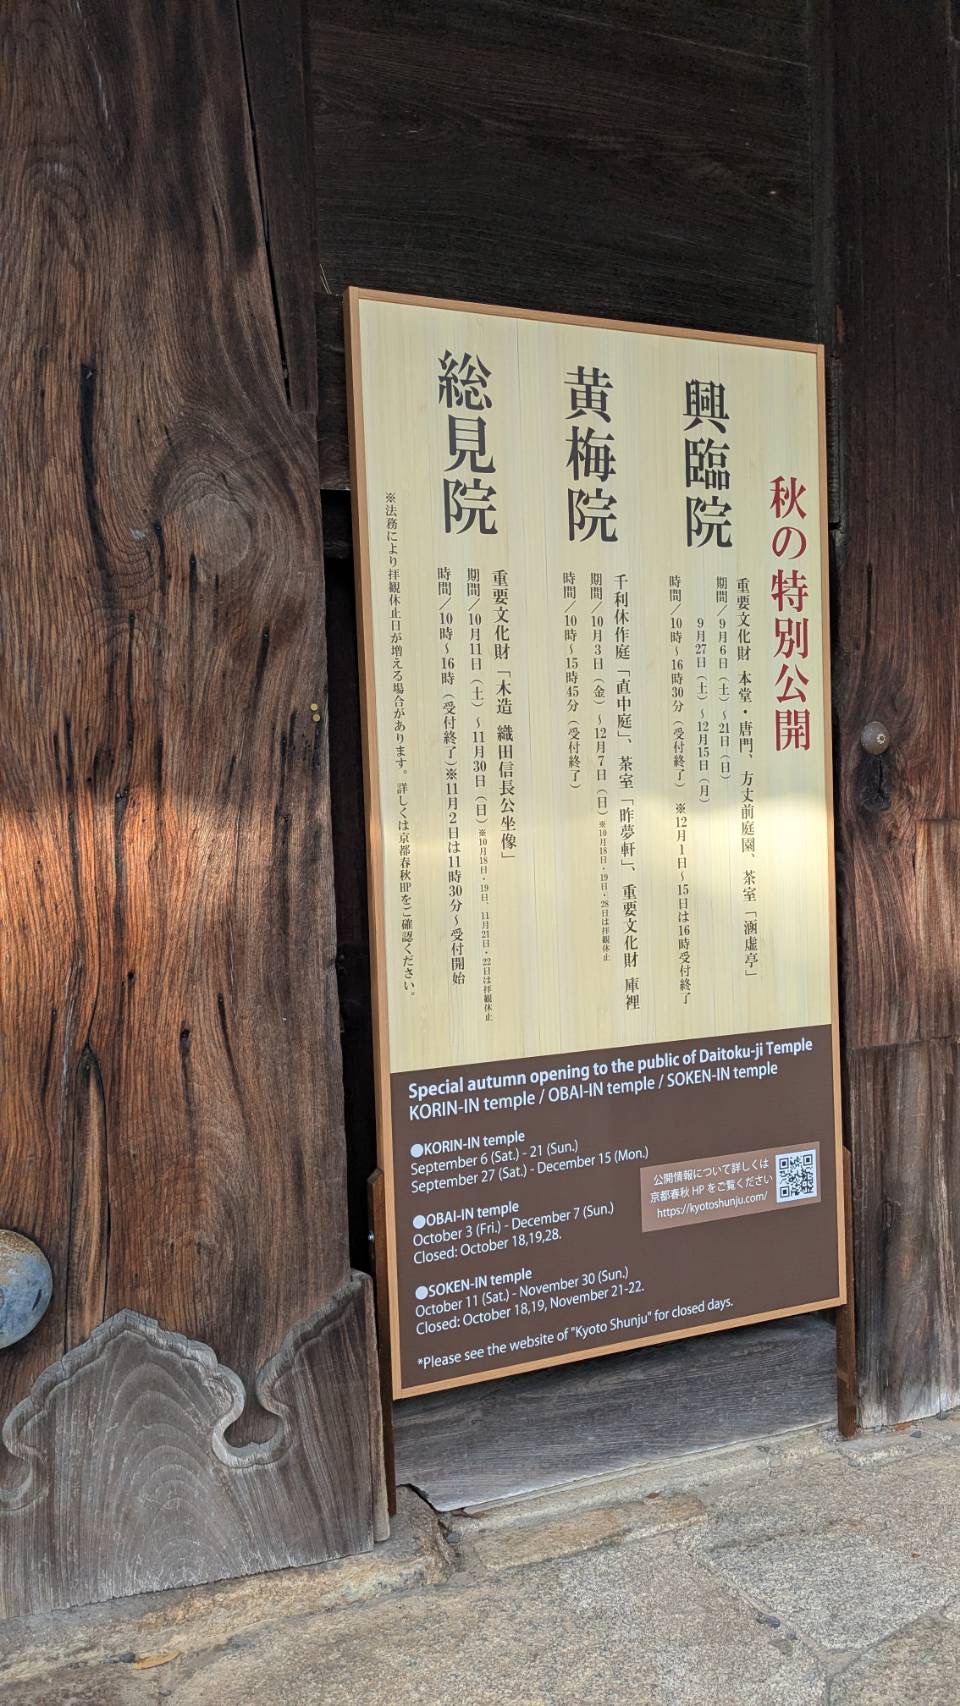 秋の特別公開
興臨院
重要文化財 本堂・唐門、方丈前庭園、茶室「涵虚亭」
期間／9月6日（土）～21日（日）
9月27日（土）～12月15日（月）
時間／10時～16時30分（受付終了）※12月1日～15日は16時受付終了
黄梅院
千利休作庭「直中庭」、茶室「昨夢軒」、重要文化財 庫裡
期間／10月3日（金）～12月7日（日）※10月18日・19日・28日は拝観休止
時間／10時～15時45分（受付終了）
総見院
重要文化財「木造 織田信長公坐像」
期間／10月11日（土）～11月30日（日）※10月18日・19日、11月21日・22日は拝観休止
時間／10時～16時（受付終了）※11月2日は11時30分～受付開始
※法務により拝観休止日が増える場合があります。詳しくは京都春秋HPをご確認ください。
Special autumn opening to the public of Daitoku-ji Temple
KORIN-IN temple / OBAI-IN temple / SOKEN-IN temple
●KORIN-IN temple
September 6 (Sat.) - 21 (Sun.)
September 27 (Sat.) - December 15 (Mon.)
●OBAI-IN temple
October 3 (Fri.) - December 7 (Sun.)
Closed: October 18,19,28.
●SOKEN-IN temple
October 11 (Sat.) - November 30 (Sun.)
Closed: October 18,19, November 21-22.
*Please see the website of "Kyoto Shunju" for closed days.
公開情報について詳しくは
京都春秋 HP をご覧ください
https://kyotoshunju.com/